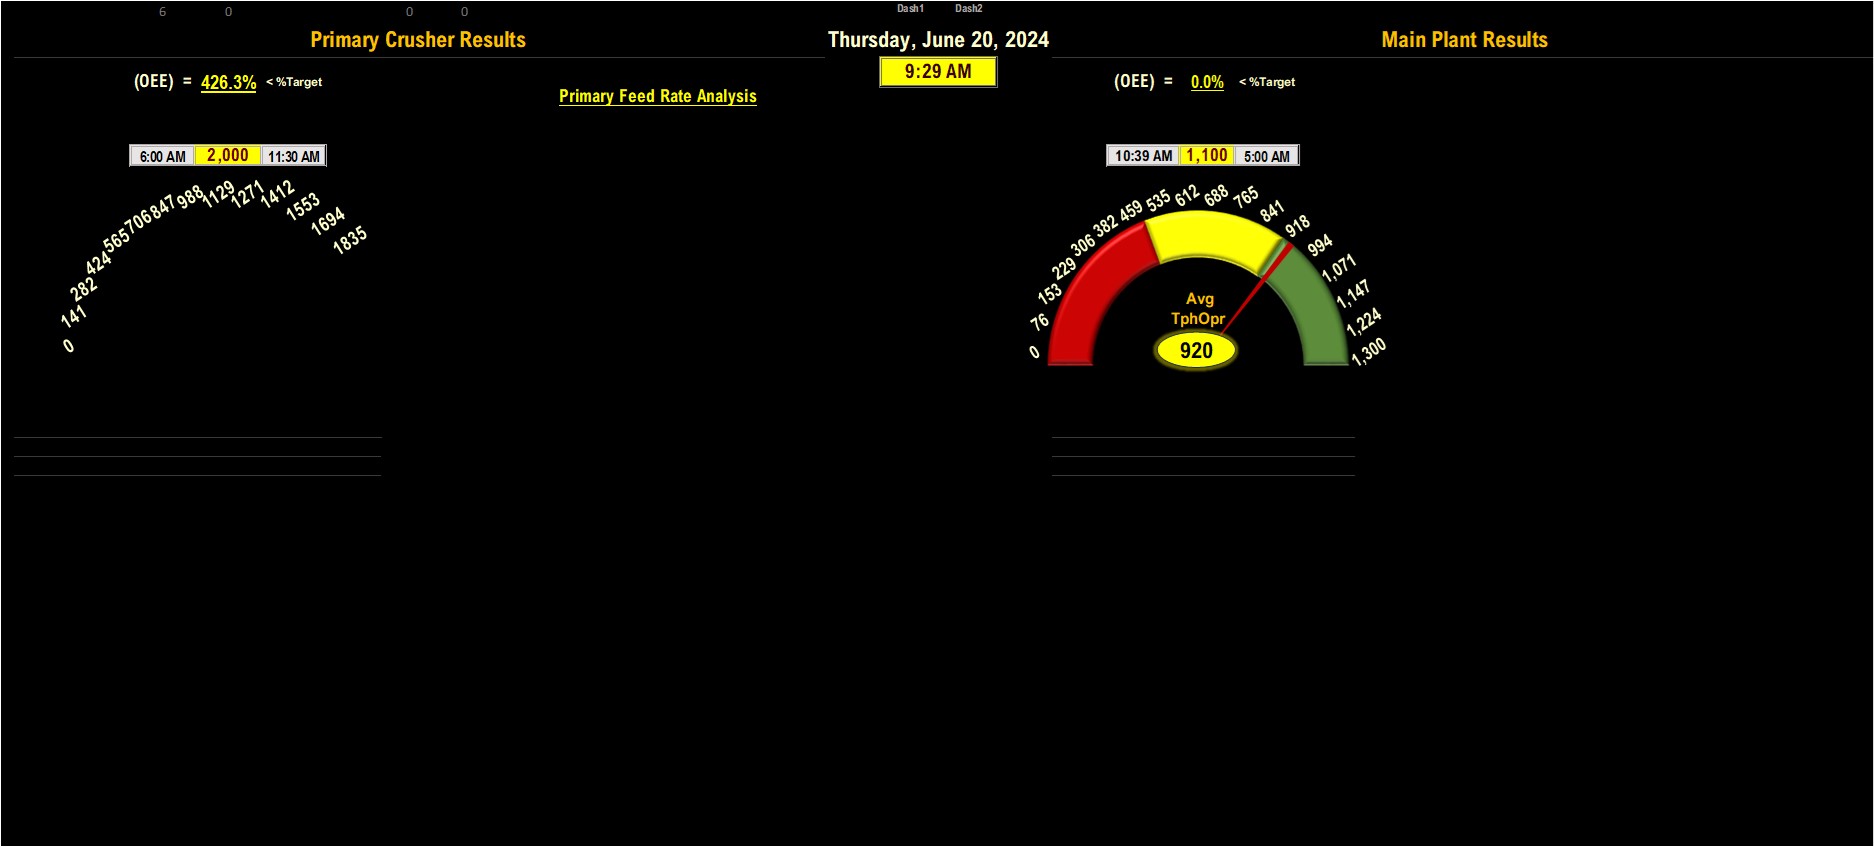 6 0 0 0 Dash1 Dash2
Primary Crusher Results
Thursday, June 20, 2024
Main Plant Results
9:29 AM
(OEE) = 426.3% < %Target
Primary Feed Rate Analysis
(OEE) = 0.0% < %Target
6:00 AM 2,000 11:30 AM
0
141
282
424
565
706
847
988
1129
1271
1412
1553
1694
1835
10:39 AM 1,100 5:00 AM
0
76
153
229
306
382
459
535
612
688
765
841
918
994
1,071
1,147
1,224
1,300
Avg
TphOpr
920